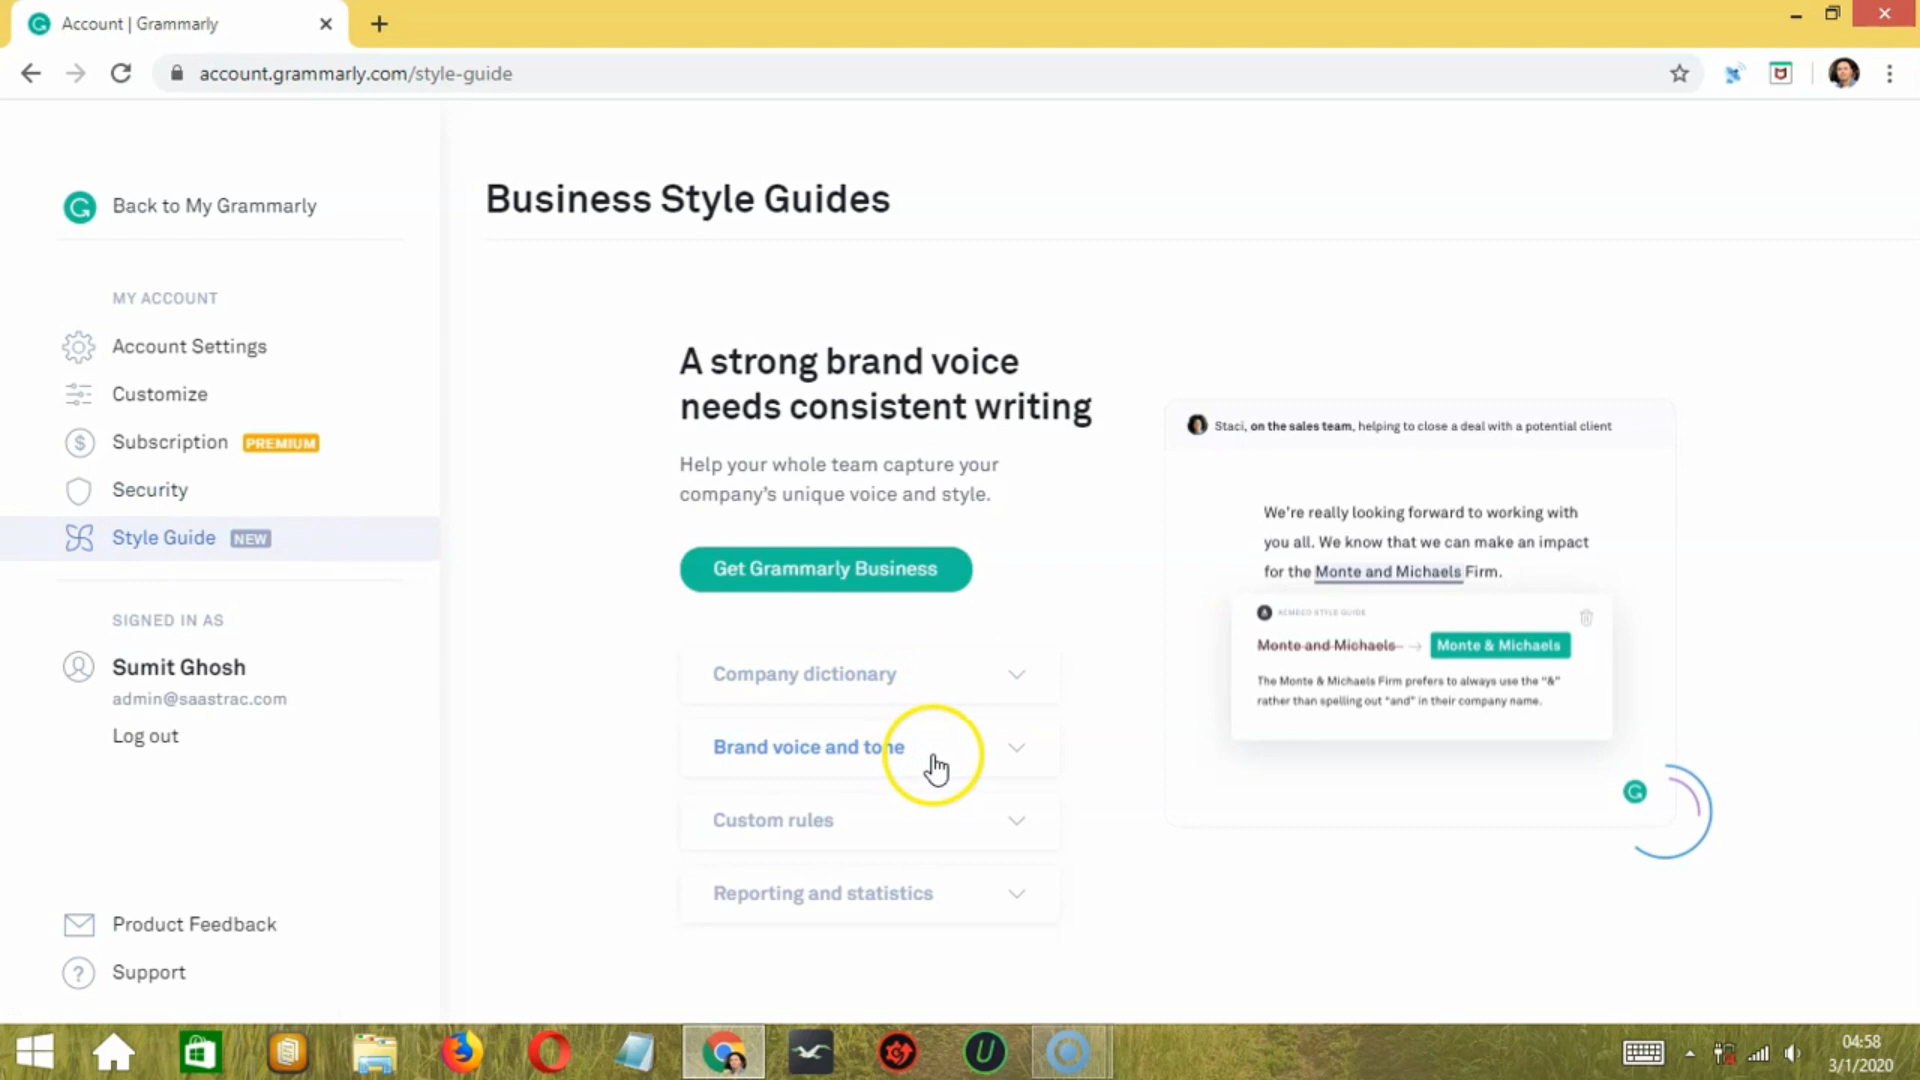 Account | Grammarly
account.grammarly.com/style-guide
Back to My Grammarly
MY ACCOUNT
Account Settings
Customize
Subscription PREMIUM
Security
Style Guide NEW
SIGNED IN AS
Sumit Ghosh
admin@saastrac.com
Log out
Product Feedback
Support
Business Style Guides
A strong brand voice
needs consistent writing
Help your whole team capture your
company's unique voice and style.
Get Grammarly Business
Company dictionary
Brand voice and tone
Custom rules
Reporting and statistics
Staci, on the sales team, helping to close a deal with a potential client
We're really looking forward to working with
you all. We know that we can make an impact
for the Monte and Michaels Firm.
ACMECO STYLE GUIDE
Monte and Michaels → Monte & Michaels
The Monte & Michaels Firm prefers to always use the "&"
rather than spelling out "and" in their company name.
04:58
3/1/2020